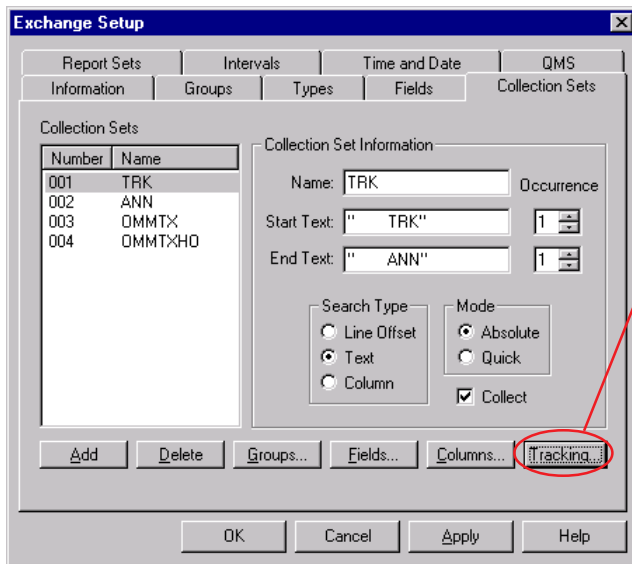 Exchange Setup
Report Sets Intervals Time and Date QMS
Information Groups Types Fields Collection Sets
Collection Sets
Number Name
001 TRK
002 ANN
003 OMMTX
004 OMMTXHO
Collection Set Information
Name: TRK
Occurrence
Start Text: " TRK" 1
End Text: " ANN" 1
Search Type
Line Offset
Text
Column
Mode
Absolute
Quick
Collect
Add Delete Groups... Fields... Columns... Tracking...
OK Cancel Apply Help